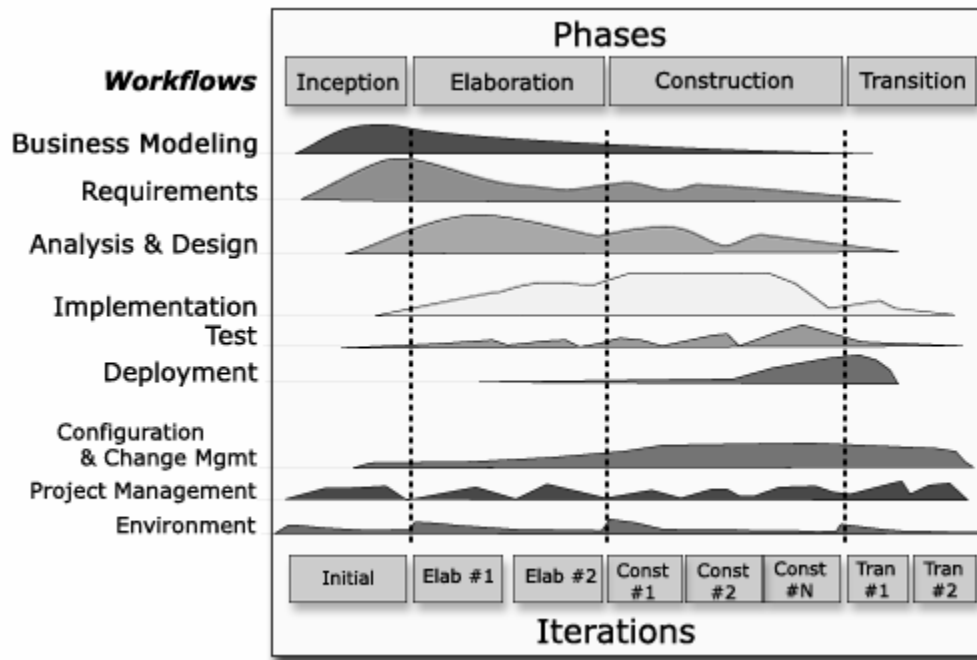 Phases
Workflows
Inception
Elaboration
Construction
Transition
Business Modeling
Requirements
Analysis & Design
Implementation
Test
Deployment
Configuration
& Change Mgmt
Project Management
Environment
Initial
Elab #1
Elab #2
Const
#1
Const
#2
Const
#N
Tran
#1
Tran
#2
Iterations